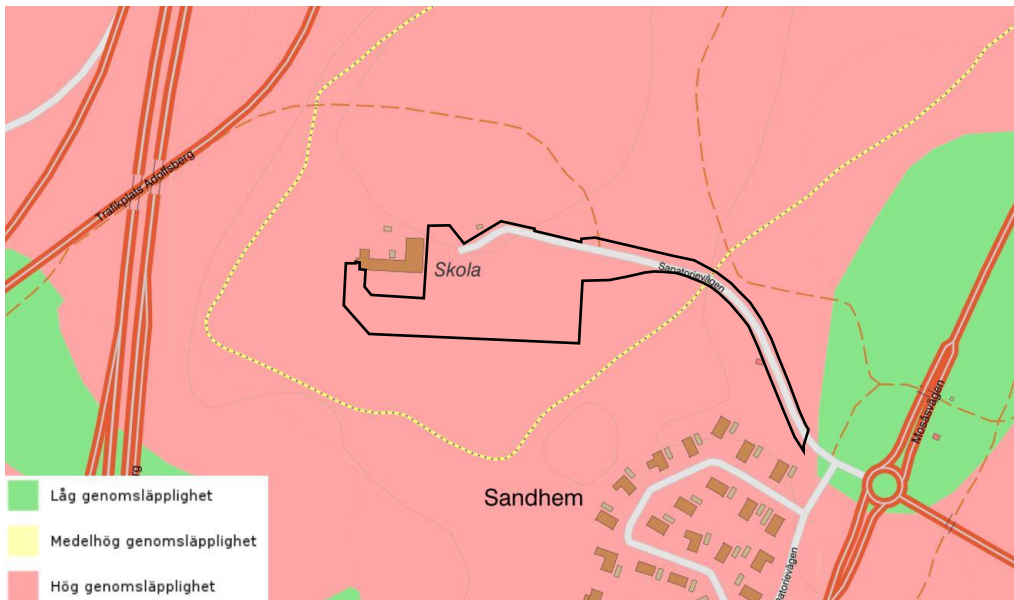 Trafikplats Adolfsberg
Skola
Sanatorievägen
Mosåsvägen
Sandhem
Låg genomsläpplighet
Medelhög genomsläpplighet
Hög genomsläpplighet